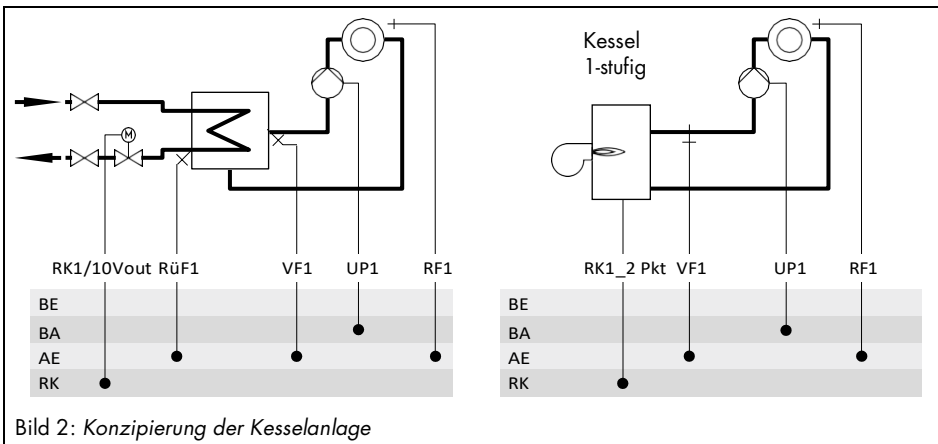 Kessel
1-stufig
M
RK1/10Vout RüF1 VF1 UP1 RF1
BE
BA
AE
RK
RK1_2 Pkt VF1 UP1 RF1
BE
BA
AE
RK
Bild 2: Konzipierung der Kesselanlage